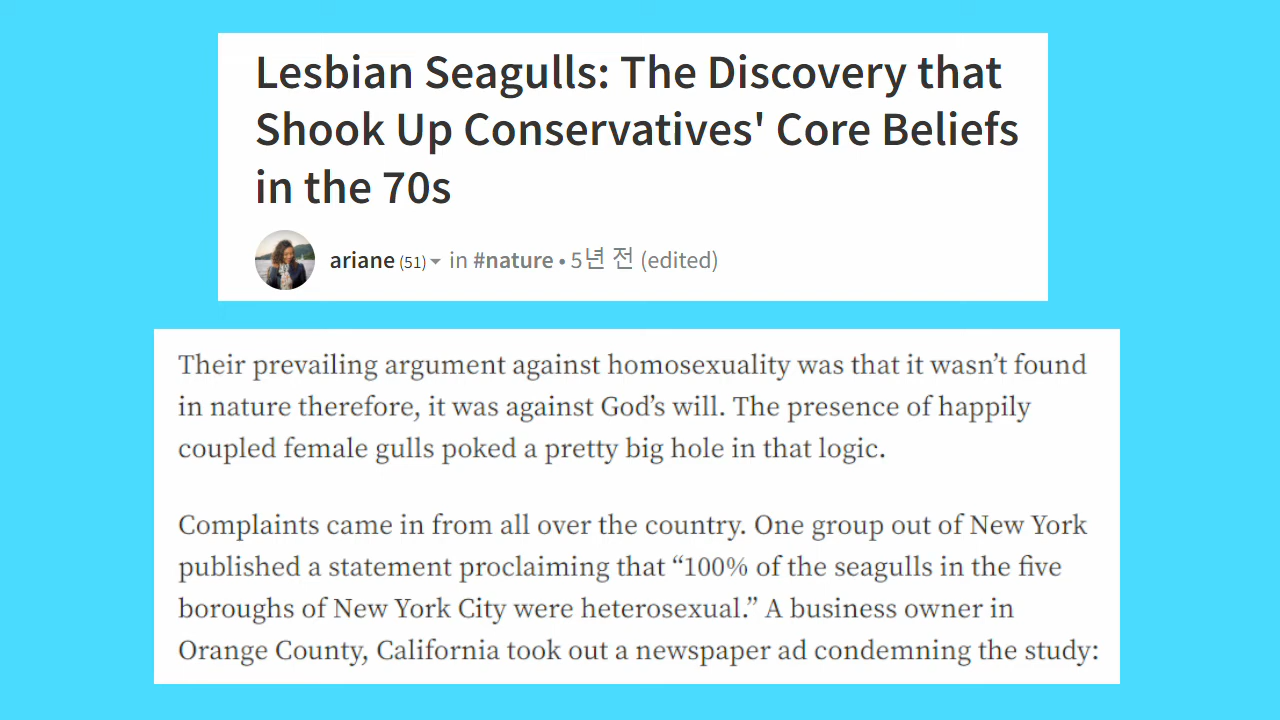 Lesbian Seagulls: The Discovery that
Shook Up Conservatives' Core Beliefs
in the 70s
ariane (51) in #nature • 5년 전 (edited)
Their prevailing argument against homosexuality was that it wasn’t found
in nature therefore, it was against God’s will. The presence of happily
coupled female gulls poked a pretty big hole in that logic.
Complaints came in from all over the country. One group out of New York
published a statement proclaiming that “100% of the seagulls in the five
boroughs of New York City were heterosexual.” A business owner in
Orange County, California took out a newspaper ad condemning the study: